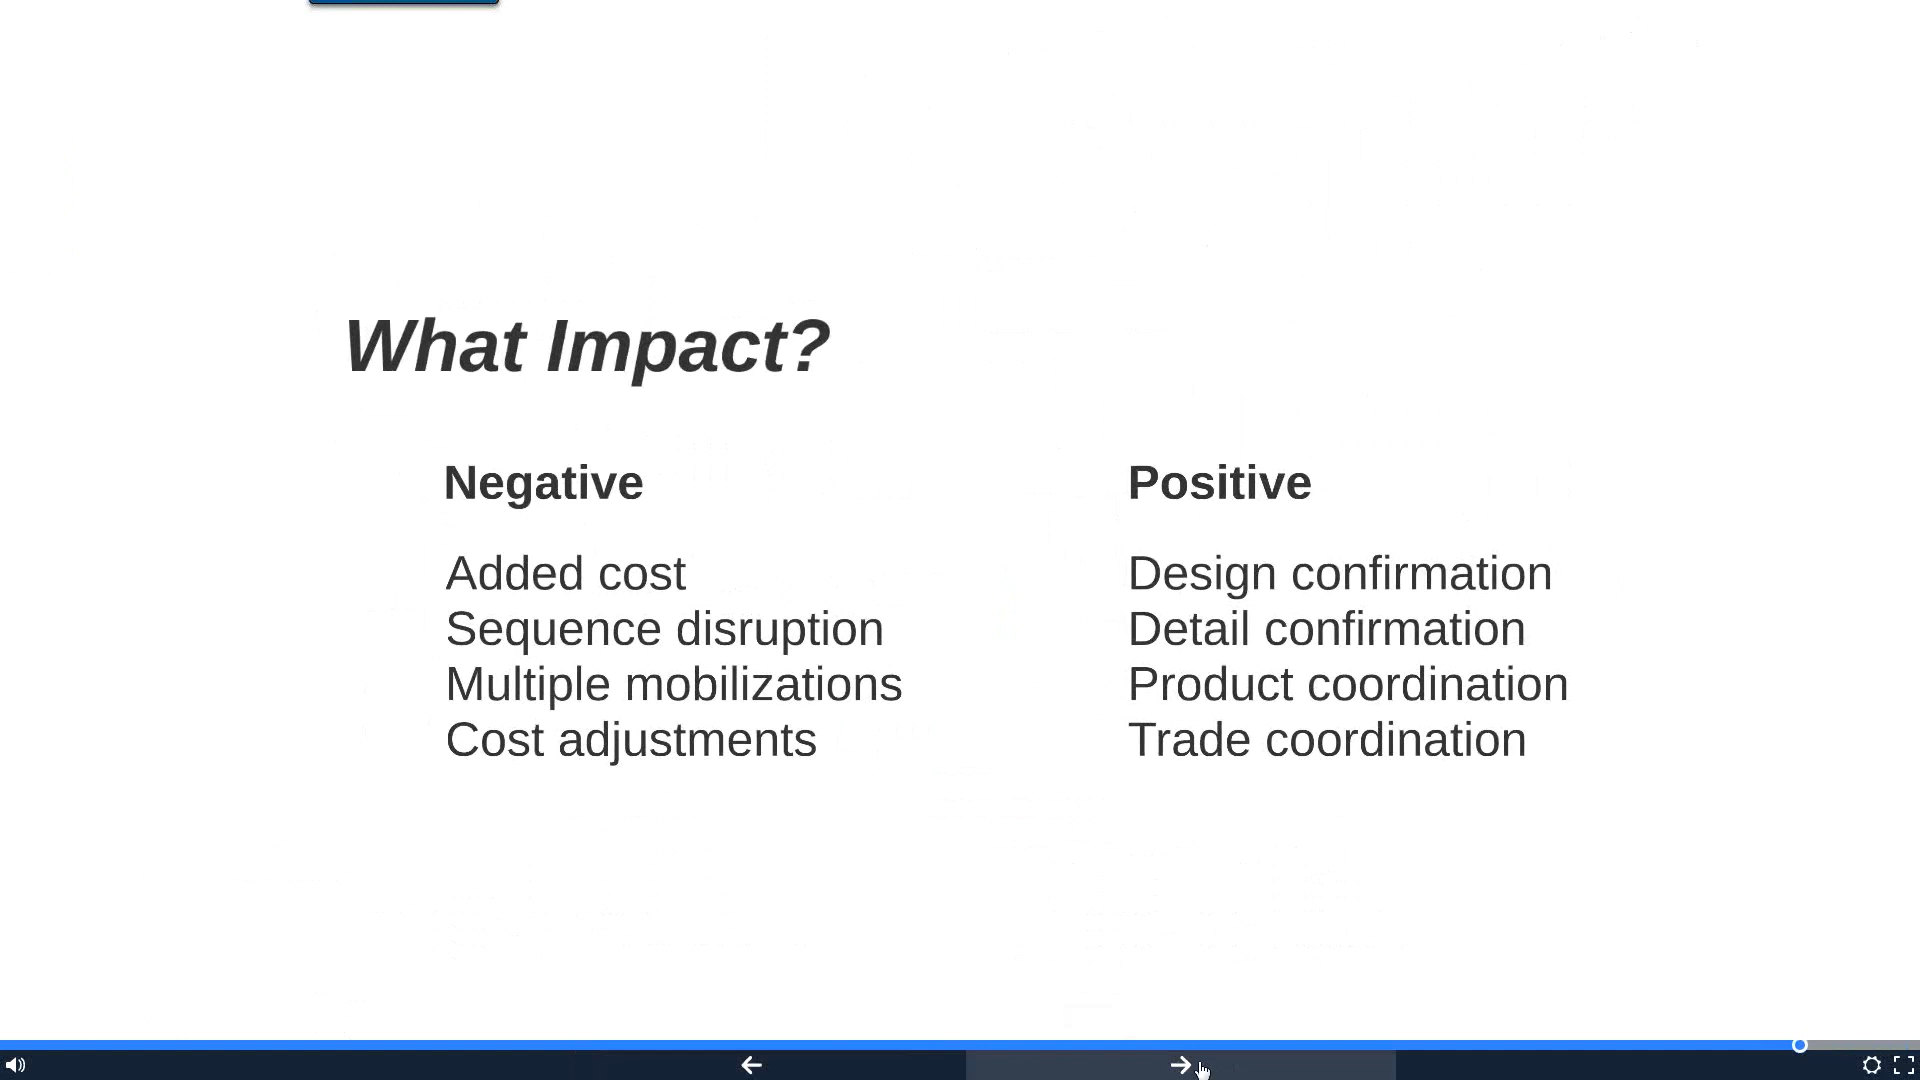 What Impact?
Negative
Added cost
Sequence disruption
Multiple mobilizations
Cost adjustments
Positive
Design confirmation
Detail confirmation
Product coordination
Trade coordination